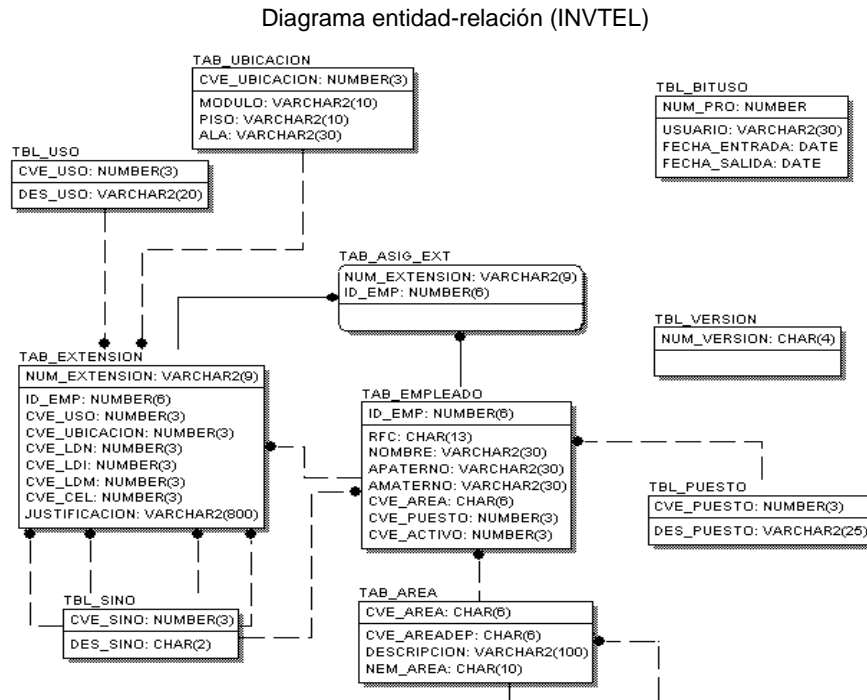 Diagrama entidad-relación (INVTEL)
TAB_UBICACION
CVE_UBICACION: NUMBER(3)
MODULO: VARCHAR2(10)
PISO: VARCHAR2(10)
ALA: VARCHAR2(30)
TBL_BITUSO
NUM_PRO: NUMBER
USUARIO: VARCHAR2(30)
FECHA_ENTRADA: DATE
FECHA_SALIDA: DATE
TBL_USO
CVE_USO: NUMBER(3)
DES_USO: VARCHAR2(20)
TAB_ASIG_EXT
NUM_EXTENSION: VARCHAR2(9)
ID_EMP: NUMBER(6)
TBL_VERSION
NUM_VERSION: CHAR(4)
TAB_EXTENSION
NUM_EXTENSION: VARCHAR2(9)
ID_EMP: NUMBER(6)
CVE_USO: NUMBER(3)
CVE_UBICACION: NUMBER(3)
CVE_LDN: NUMBER(3)
CVE_LDI: NUMBER(3)
CVE_LDM: NUMBER(3)
CVE_CEL: NUMBER(3)
JUSTIFICACION: VARCHAR2(800)
TAB_EMPLEADO
ID_EMP: NUMBER(6)
RFC: CHAR(13)
NOMBRE: VARCHAR2(30)
APATERNO: VARCHAR2(30)
AMATERNO: VARCHAR2(30)
CVE_AREA: CHAR(6)
CVE_PUESTO: NUMBER(3)
CVE_ACTIVO: NUMBER(3)
TBL_PUESTO
CVE_PUESTO: NUMBER(3)
DES_PUESTO: VARCHAR2(25)
TBL_SINO
CVE_SINO: NUMBER(3)
DES_SINO: CHAR(2)
TAB_AREA
CVE_AREA: CHAR(6)
CVE_AREADEP: CHAR(6)
DESCRIPCION: VARCHAR2(100)
NEM_AREA: CHAR(10)